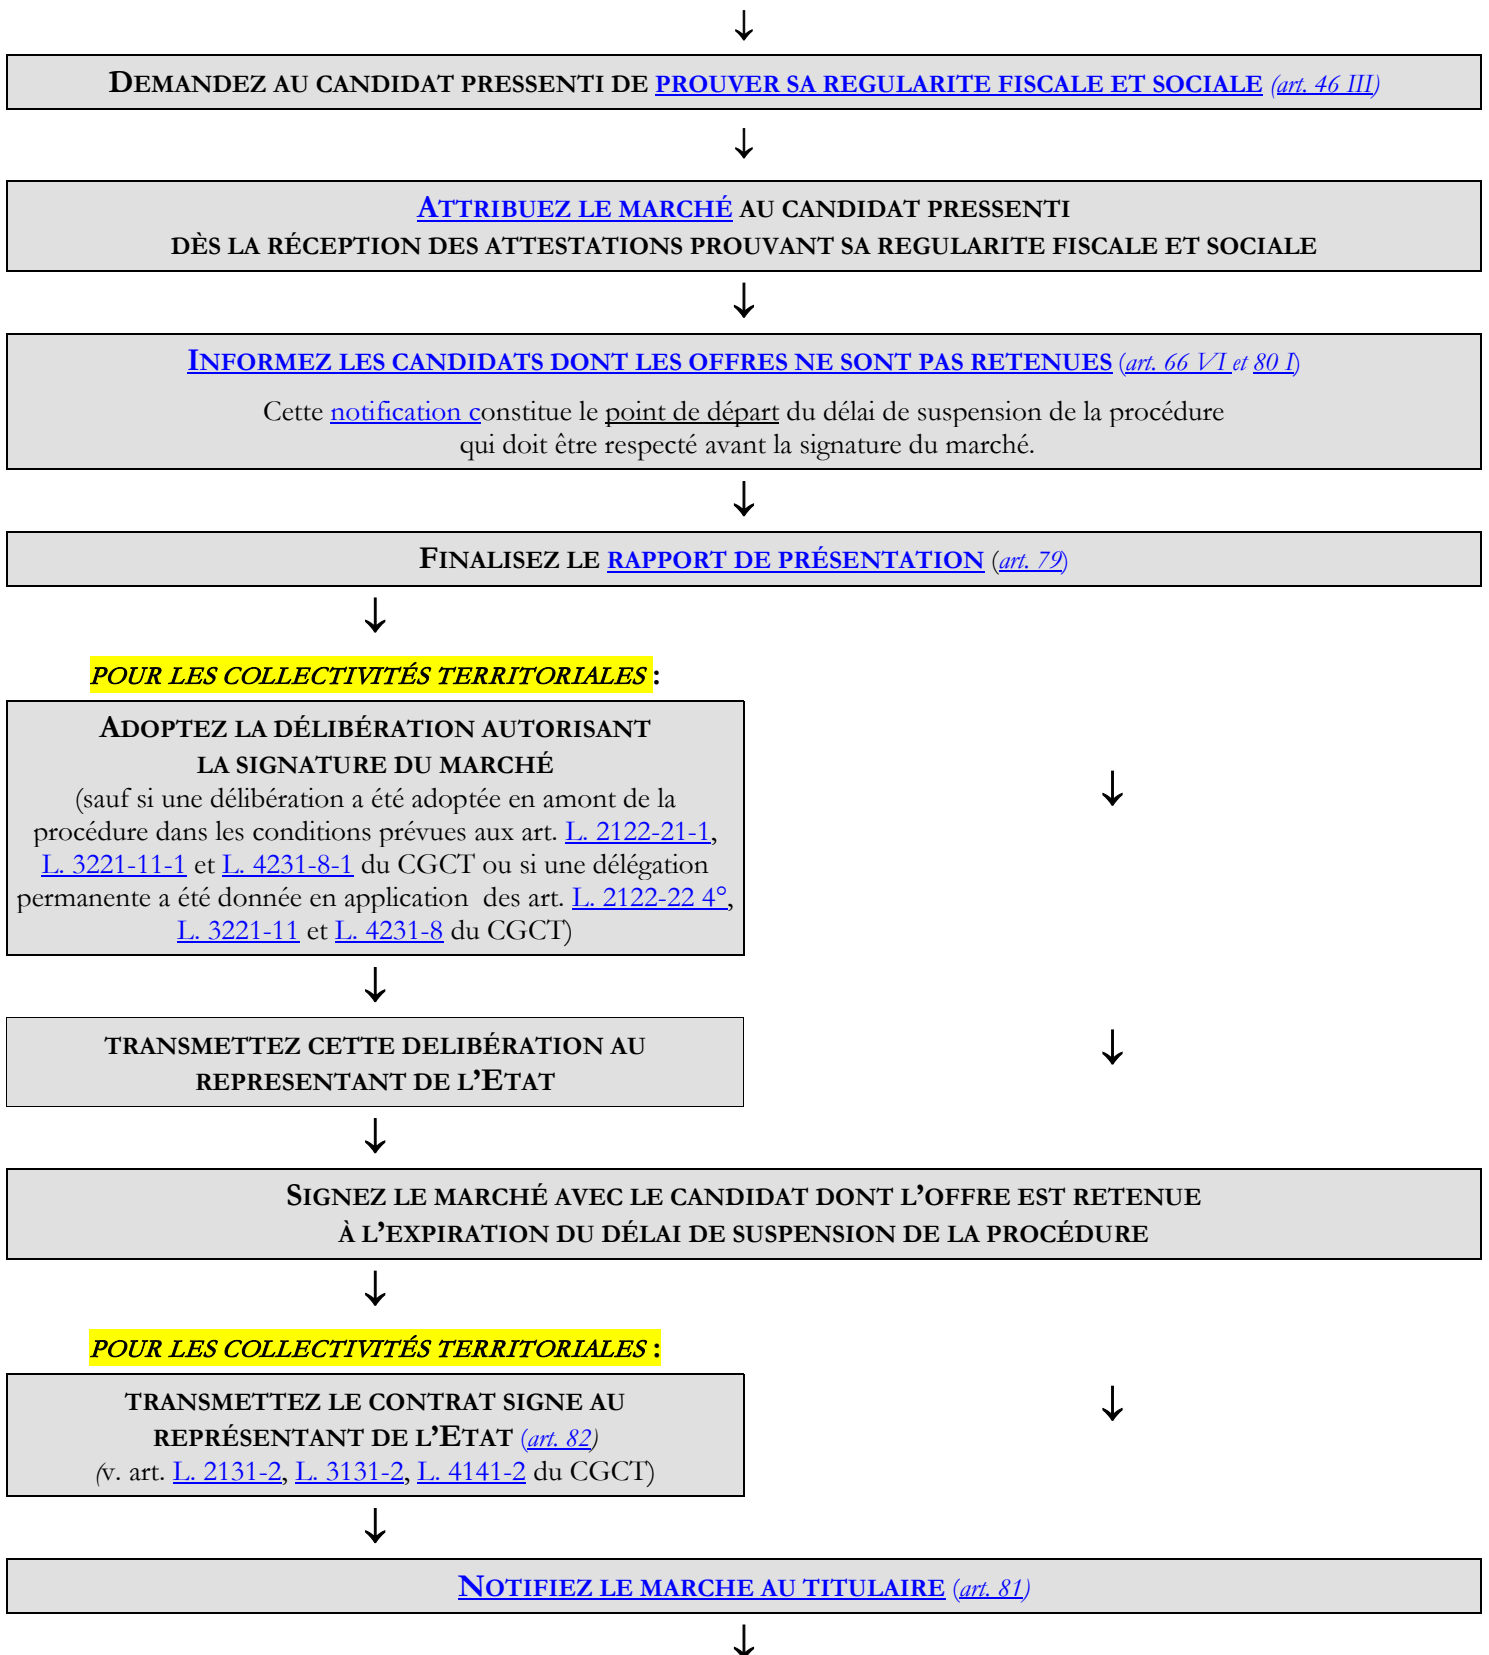 ↓
DEMANDEZ AU CANDIDAT PRESSENTI DE PROUVER SA REGULARITE FISCALE ET SOCIALE (art. 46 III)
↓
ATTRIBUEZ LE MARCHÉ AU CANDIDAT PRESSENTI
DÈS LA RÉCEPTION DES ATTESTATIONS PROUVANT SA REGULARITE FISCALE ET SOCIALE
↓
INFORMEZ LES CANDIDATS DONT LES OFFRES NE SONT PAS RETENUES (art. 66 VI et 80 I)
Cette notification constitue le point de départ du délai de suspension de la procédure
qui doit être respecté avant la signature du marché.
↓
FINALISEZ LE RAPPORT DE PRÉSENTATION (art. 79)
↓
POUR LES COLLECTIVITÉS TERRITORIALES :
ADOPTEZ LA DÉLIBÉRATION AUTORISANT
LA SIGNATURE DU MARCHÉ
(sauf si une délibération a été adoptée en amont de la
procédure dans les conditions prévues aux art. L. 2122-21-1,
L. 3221-11-1 et L. 4231-8-1 du CGCT ou si une délégation
permanente a été donnée en application des art. L. 2122-22 4°,
L. 3221-11 et L. 4231-8 du CGCT)
↓
↓
TRANSMETTEZ CETTE DELIBÉRATION AU
REPRESENTANT DE L’ETAT
↓
↓
SIGNEZ LE MARCHÉ AVEC LE CANDIDAT DONT L’OFFRE EST RETENUE
À L’EXPIRATION DU DÉLAI DE SUSPENSION DE LA PROCÉDURE
↓
POUR LES COLLECTIVITÉS TERRITORIALES :
TRANSMETTEZ LE CONTRAT SIGNE AU
REPRÉSENTANT DE L’ETAT (art. 82)
(v. art. L. 2131-2, L. 3131-2, L. 4141-2 du CGCT)
↓
↓
NOTIFIEZ LE MARCHE AU TITULAIRE (art. 81)
↓